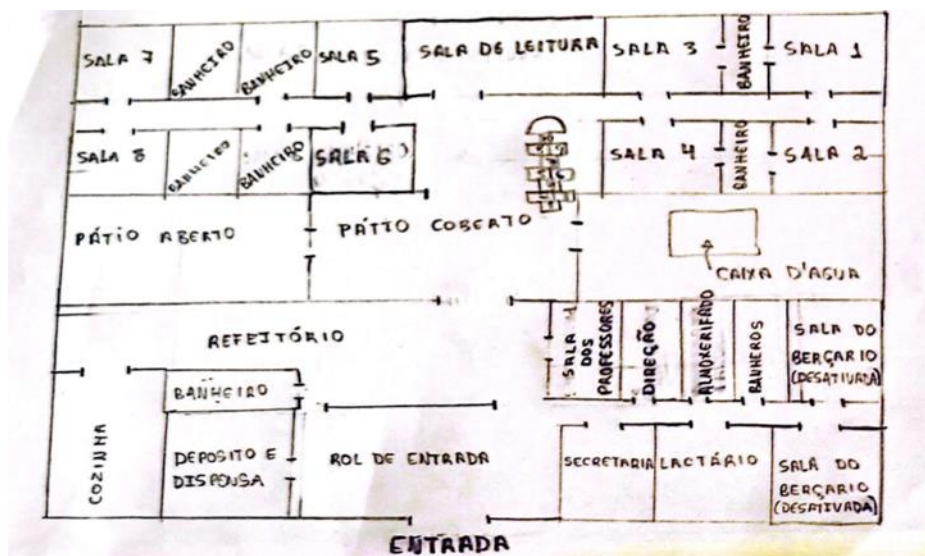 SALA 7
BANHEIRO
BANHEIRO
SALA 5
SALA DE LEITURA
SALA 3
BANHEIRO
SALA 1
SALA 8
BANHEIRO
BANHEIRO
SALA 6
SALA 4
BANHEIRO
SALA 2
PÁTIO ABERTO
PÁTIO COBERTO
CAIXA D'AGUA
REFEITÓRIO
SALA
DOS
PROFESSORES
DIREÇÃO
ALMOXERIFADO
BANHEROS
SALA DO
BERÇARIO
(DESATIVADA)
BANHEIRO
COZINHA
DEPOSITO E
DISPENSA
ROL DE ENTRADA
SECRETARIA
LACTÁRIO
SALA DO
BERÇARIO
(DESATIVADA)
ENTRADA